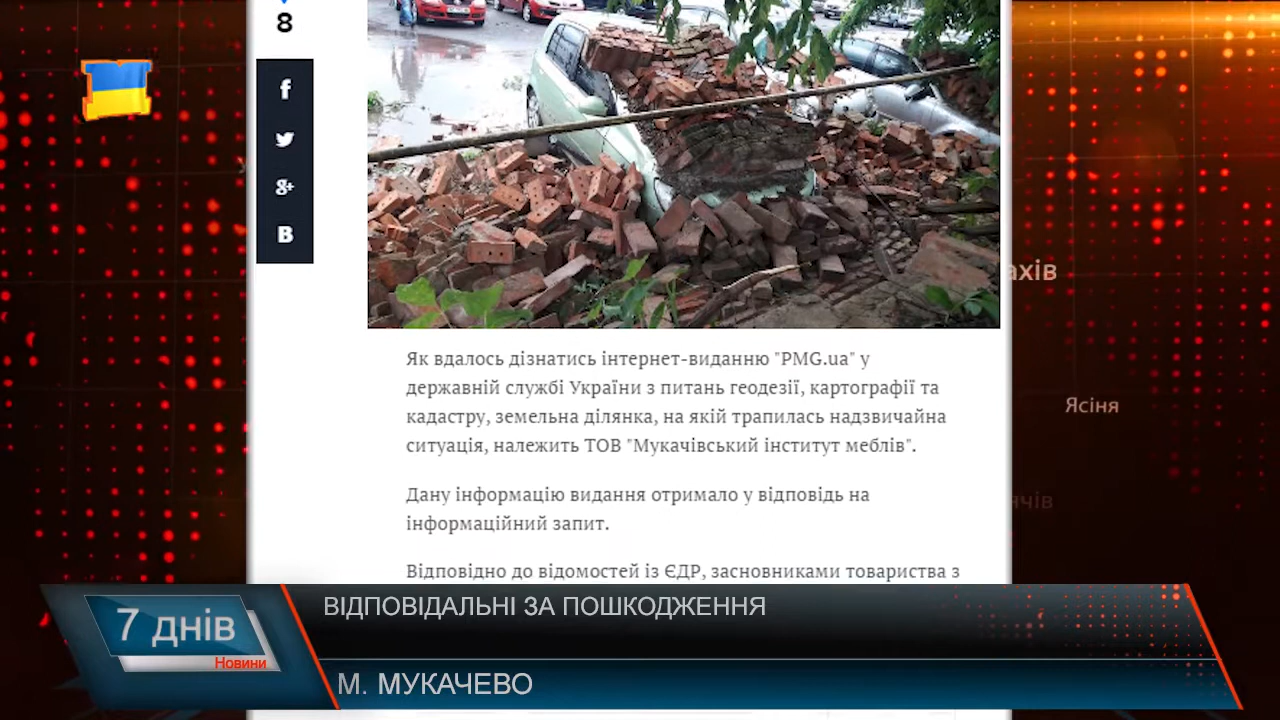 8
f
g+
B
ахів
Ясіня
ячів
Як вдалось дізнатись інтернет-виданню "PMG.ua" у
державній службі України з питань геодезії, картографії та
кадастру, земельна ділянка, на якій трапилась надзвичайна
ситуація, належить ТОВ "Мукачівський інститут меблів".
Дану інформацію видання отримало у відповідь на
інформаційний запит.
Відповідно до відомостей із ЄДР, засновниками товариства з
7 днів
Новини
ВІДПОВІДАЛЬНІ ЗА ПОШКОДЖЕННЯ
М. МУКАЧЕВО